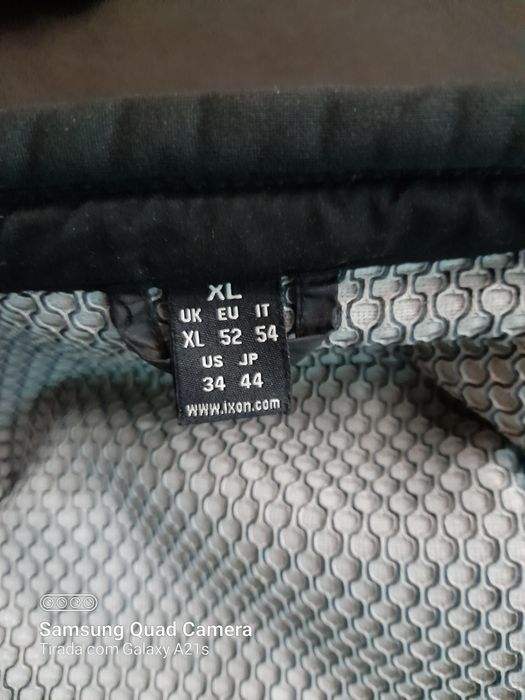 XL
UK EU IT
XL 52 54
US JP
34 44
www.ixon.com
Samsung Quad Camera
Tirada com Galaxy A21s